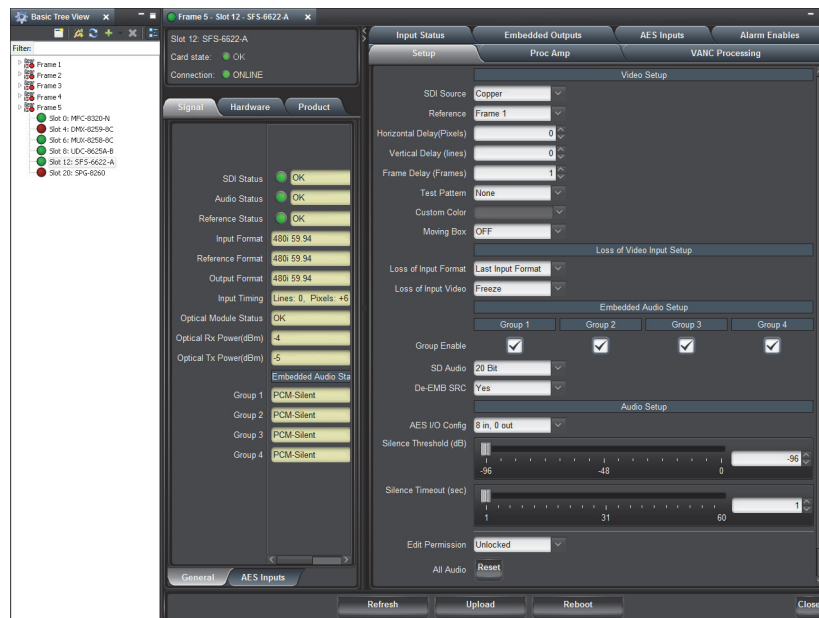 Basic Tree View x
Filter:
Frame 1
Frame 2
Frame 3
Frame 4
Frame 5
Slot 0: MFC-8320-N
Slot 4: DMX-8259-8C
Slot 6: MUX-8258-8C
Slot 8: UDC-8625A-B
Slot 12: SFS-6622-A
Slot 20: SPG-8260
Frame 5 - Slot 12 - SFS-6622-A x
Slot 12: SFS-6622-A
Card state: OK
Connection: ONLINE
Signal Hardware Product
SDI Status OK
Audio Status OK
Reference Status OK
Input Format 480i 59.94
Reference Format 480i 59.94
Output Format 480i 59.94
Input Timing Lines: 0, Pixels: +6
Optical Module Status OK
Optical Rx Power(dBm) -4
Optical Tx Power(dBm) -5
Embedded Audio Sta
Group 1 PCM-Silent
Group 2 PCM-Silent
Group 3 PCM-Silent
Group 4 PCM-Silent
General AES Inputs
Input Status Embedded Outputs AES Inputs Alarm Enables
Setup Proc Amp VANC Processing
Video Setup
SDI Source Copper
Reference Frame 1
Horizontal Delay(Pixels) 0
Vertical Delay (lines) 0
Frame Delay (Frames) 1
Test Pattern None
Custom Color
Moving Box OFF
Loss of Video Input Setup
Loss of Input Format Last Input Format
Loss of Input Video Freeze
Embedded Audio Setup
Group 1 Group 2 Group 3 Group 4
Group Enable
SD Audio 20 Bit
De-EMB SRC Yes
Audio Setup
AES I/O Config 8 in, 0 out
Silence Threshold (dB) -96
-96 -48 0
Silence Timeout (sec) 1
1 31 60
Edit Permission Unlocked
All Audio Reset
Refresh Upload Reboot Close